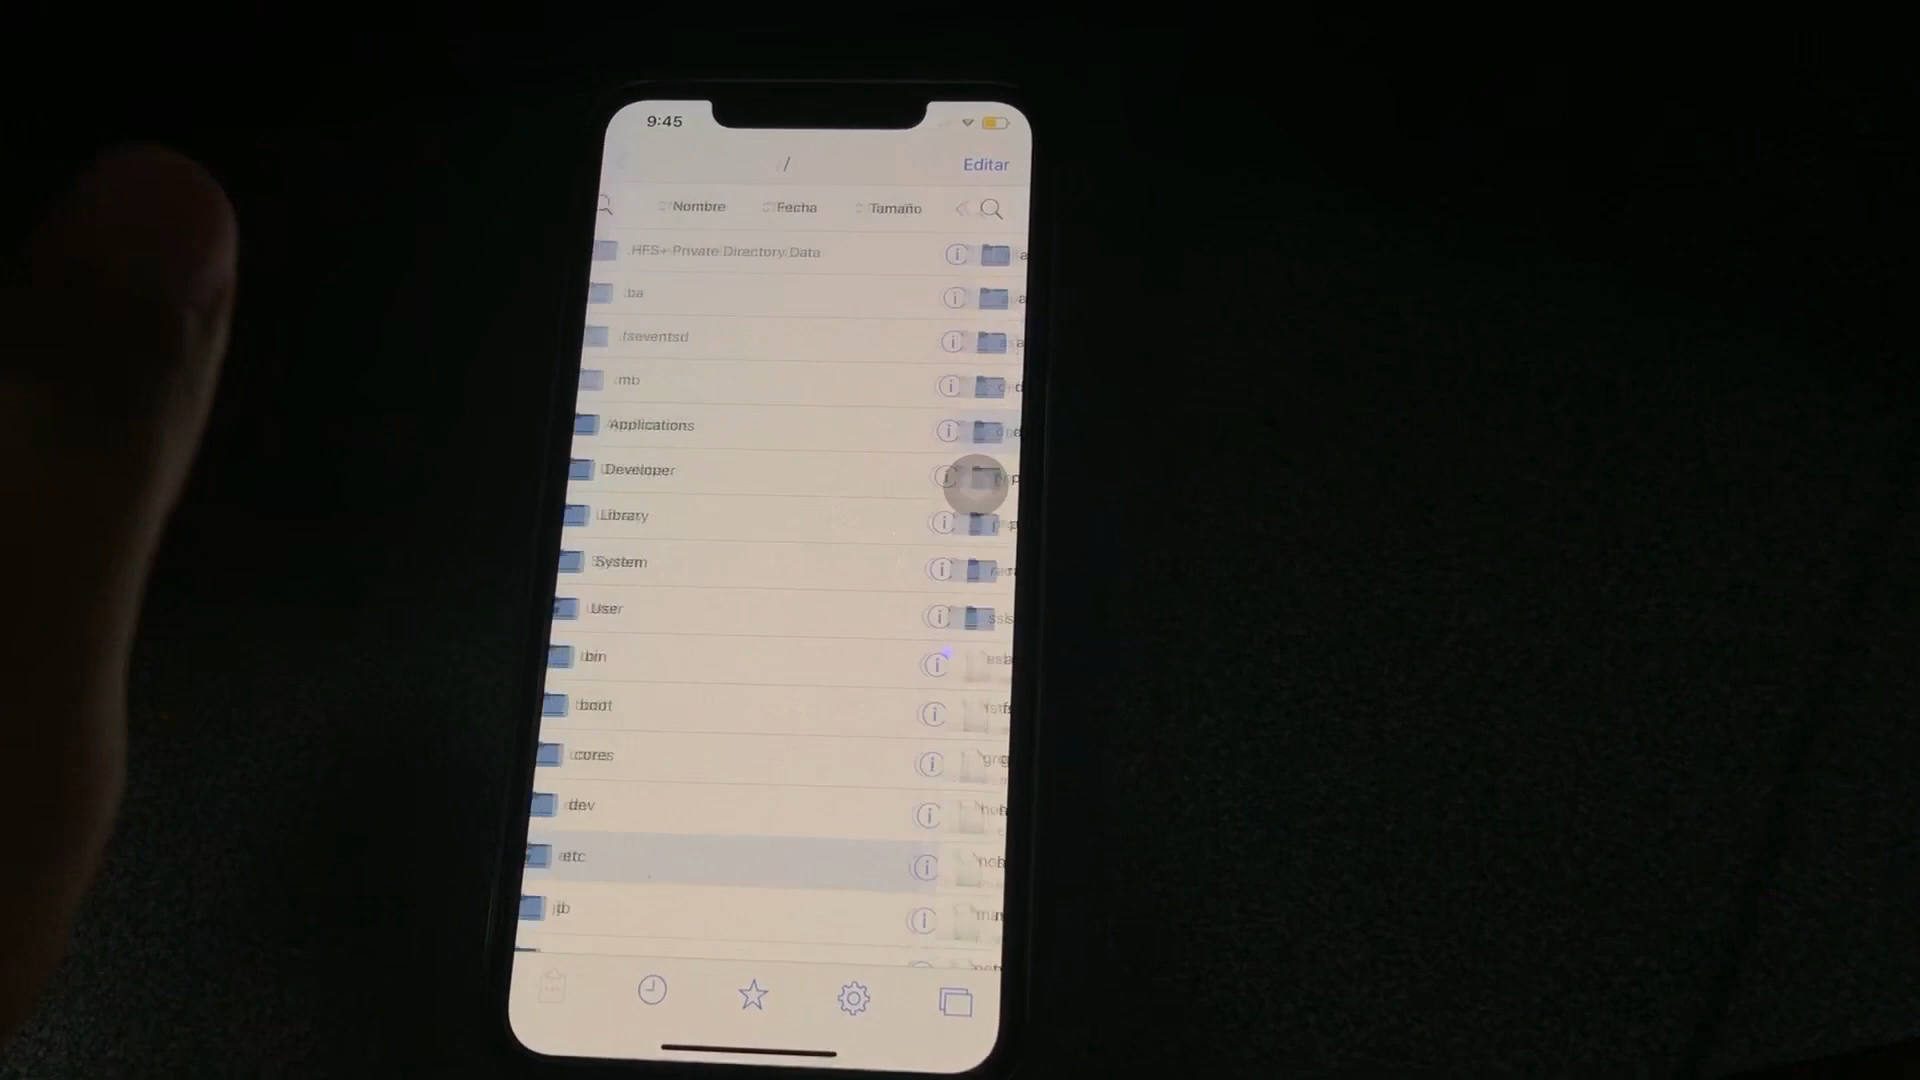 9:45
/
Editar
Nombre
Fecha
Tamaño
.HFS+ Private Directory Data
.ba
.fseventsd
.mb
Applications
Developer
Library
System
User
bin
boot
cores
dev
etc
jb